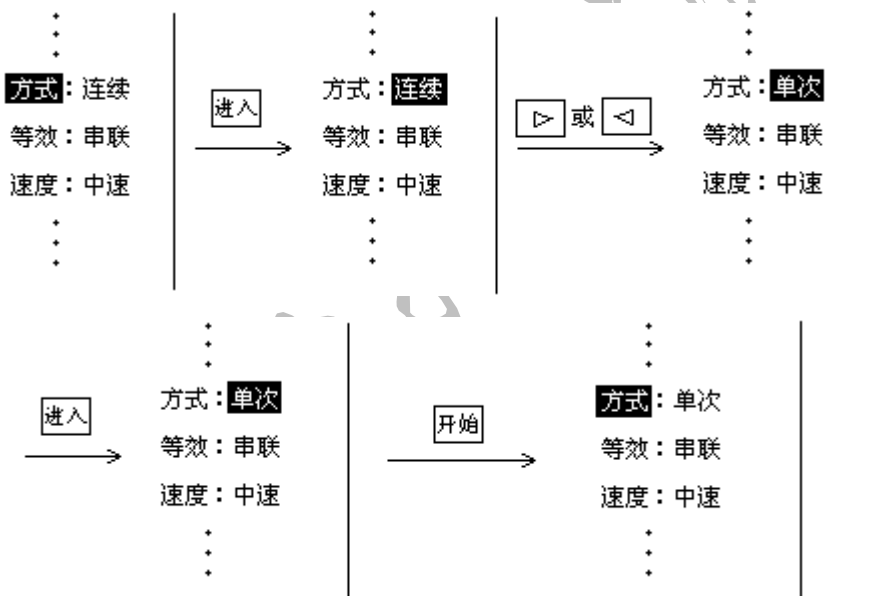 方式：连续
等效：串联
速度：中速
进入
方式：连续
等效：串联
速度：中速
或
方式：单次
等效：串联
速度：中速
进入
方式：单次
等效：串联
速度：中速
开始
方式：单次
等效：串联
速度：中速